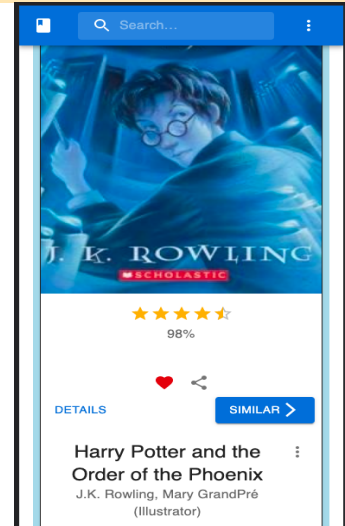 Search...
J. K. ROWLING
SCHOLASTIC
98%
DETAILS
SIMILAR
Harry Potter and the
Order of the Phoenix
J.K. Rowling, Mary GrandPré
(Illustrator)